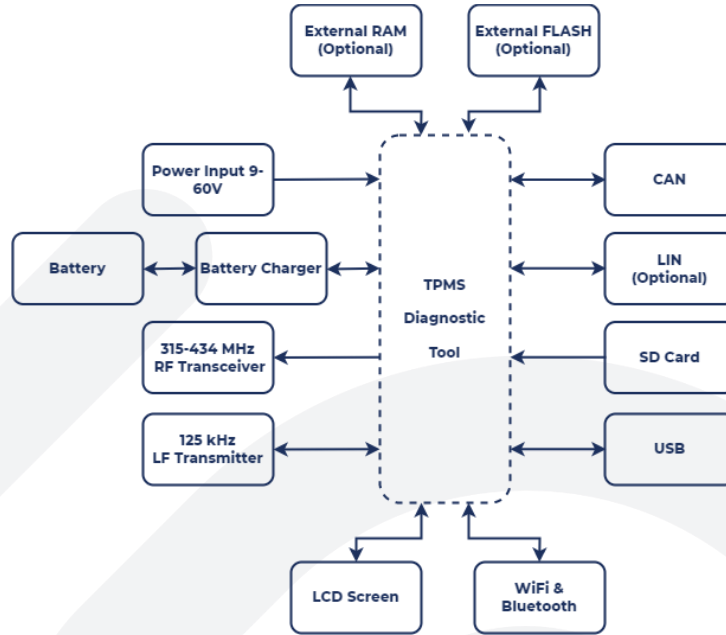 External RAM
(Optional)
External FLASH
(Optional)
Power Input 9-
60V
CAN
Battery
Battery Charger
LIN
(Optional)
TPMS
Diagnostic
Tool
315-434 MHz
RF Transceiver
SD Card
125 kHz
LF Transmitter
USB
LCD Screen
WiFi &
Bluetooth